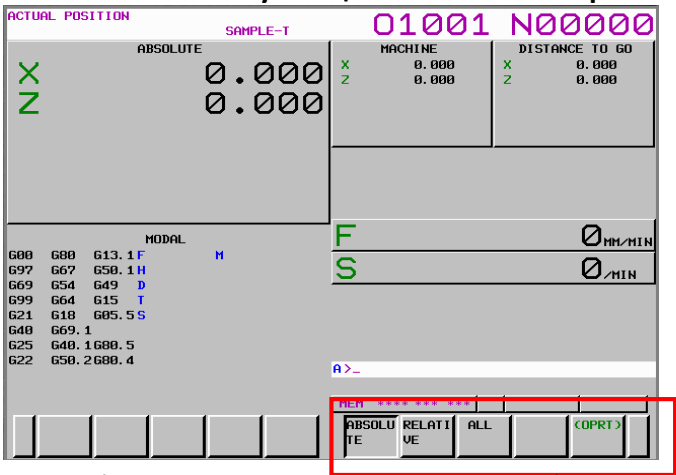 ACTUAL POSITION
SAMPLE-T
O1001 N00000
ABSOLUTE
X 0.000
Z 0.000
MACHINE
X 0.000
Z 0.000
DISTANCE TO GO
X 0.000
Z 0.000
MODAL
G00 G80 G13.1 F M
G97 G67 G50.1 H
G69 G54 G49 D
G99 G64 G15 T
G21 G18 G05.5 S
G40 G69.1
G25 G40.1 G80.5
G22 G50.2 G80.4
F 0 MM/MIN
S 0 /MIN
A>_
MEM **** *** ***
ABSOLU
TE
RELATI
VE
ALL
(OPRT)